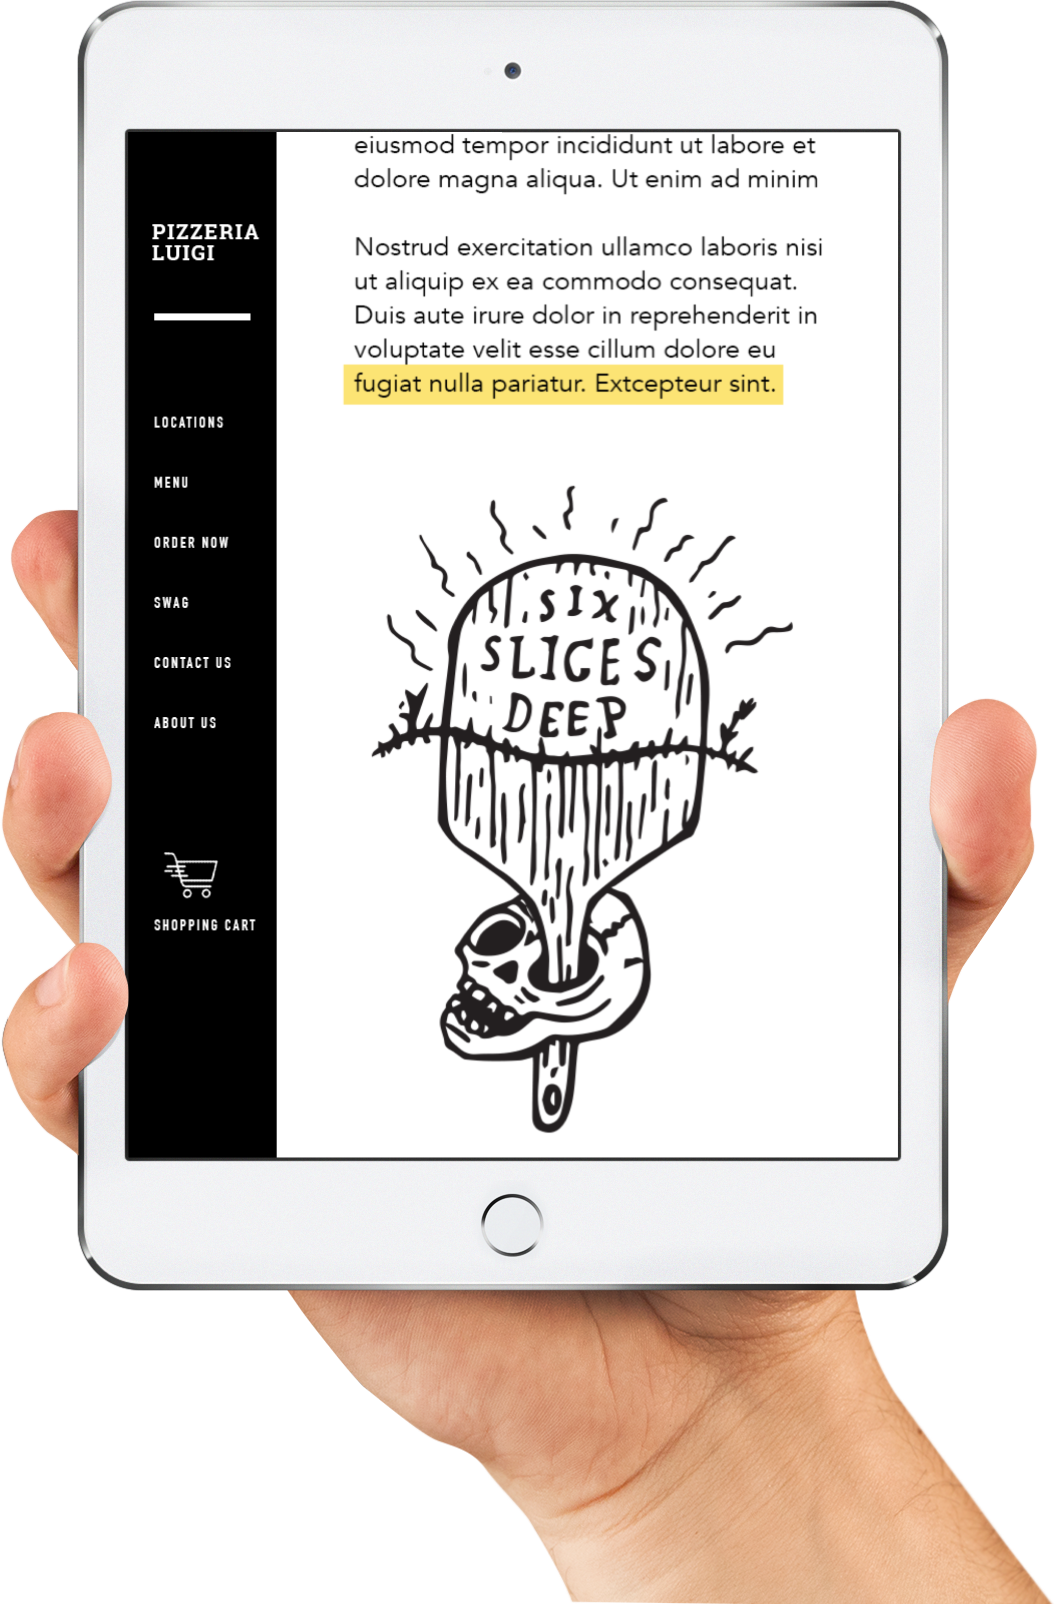 PIZZERIA
LUIGI
LOCATIONS
MENU
ORDER NOW
SWAG
CONTACT US
ABOUT US
SHOPPING CART
eiusmod tempor incididunt ut labore et
dolore magna aliqua. Ut enim ad minim
Nostrud exercitation ullamco laboris nisi
ut aliquip ex ea commodo consequat.
Duis aute irure dolor in reprehenderit in
voluptate velit esse cillum dolore eu
fugiat nulla pariatur. Extcepteur sint.
SIX
SLICES
DEEP